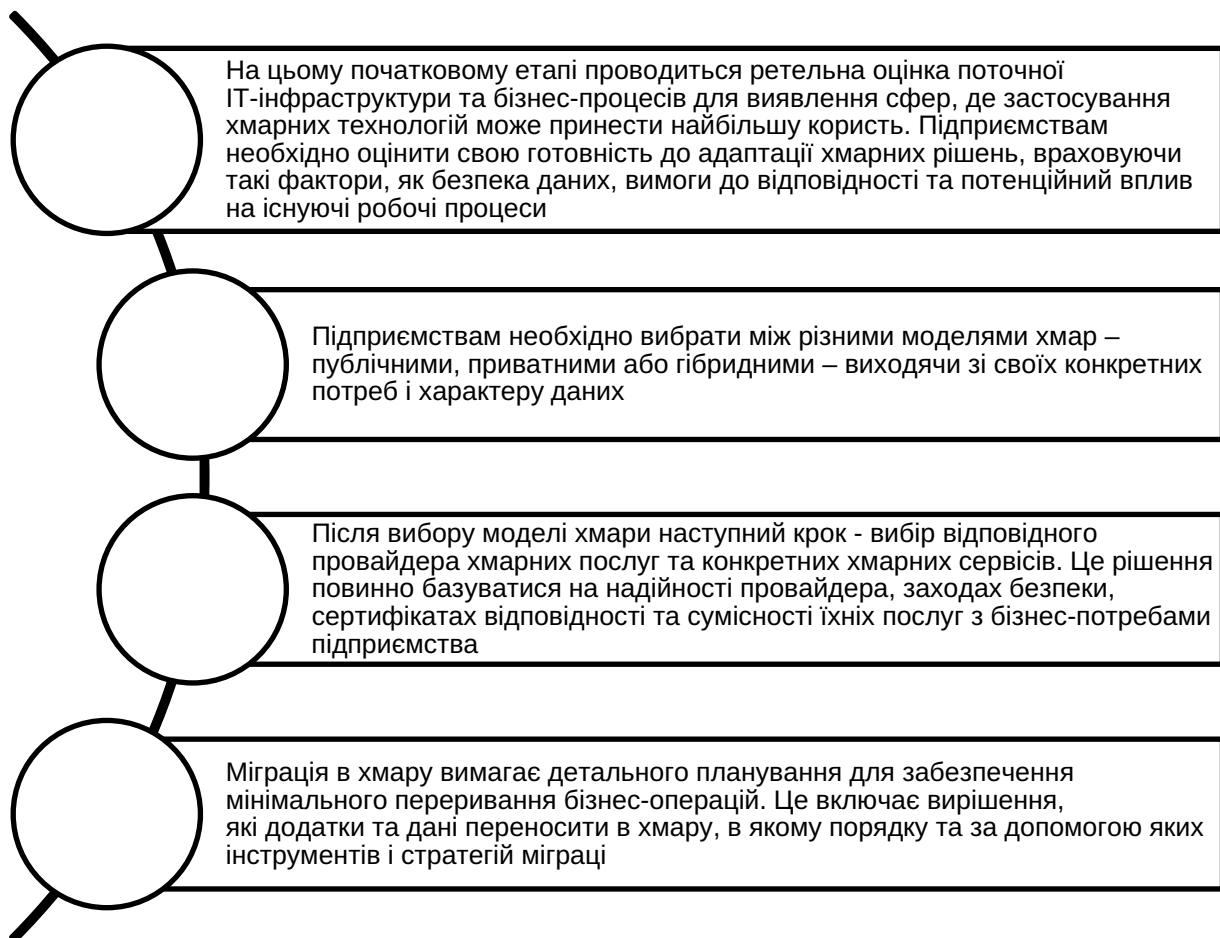 На цьому початковому етапі проводиться ретельна оцінка поточної
ІТ-інфраструктури та бізнес-процесів для виявлення сфер, де застосування
хмарних технологій може принести найбільшу користь. Підприємствам
необхідно оцінити свою готовність до адаптації хмарних рішень, враховуючи
такі фактори, як безпека даних, вимоги до відповідності та потенційний вплив
на існуючі робочі процеси
Підприємствам необхідно вибрати між різними моделями хмар –
публічними, приватними або гібридними – виходячи зі своїх конкретних
потреб і характеру даних
Після вибору моделі хмари наступний крок - вибір відповідного
провайдера хмарних послуг та конкретних хмарних сервісів. Це рішення
повинно базуватися на надійності провайдера, заходах безпеки,
сертифікатах відповідності та сумісності їхніх послуг з бізнес-потребами
підприємства
Міграція в хмару вимагає детального планування для забезпечення
мінімального переривання бізнес-операцій. Це включає вирішення,
які додатки та дані переносити в хмару, в якому порядку та за допомогою яких
інструментів і стратегій міграці